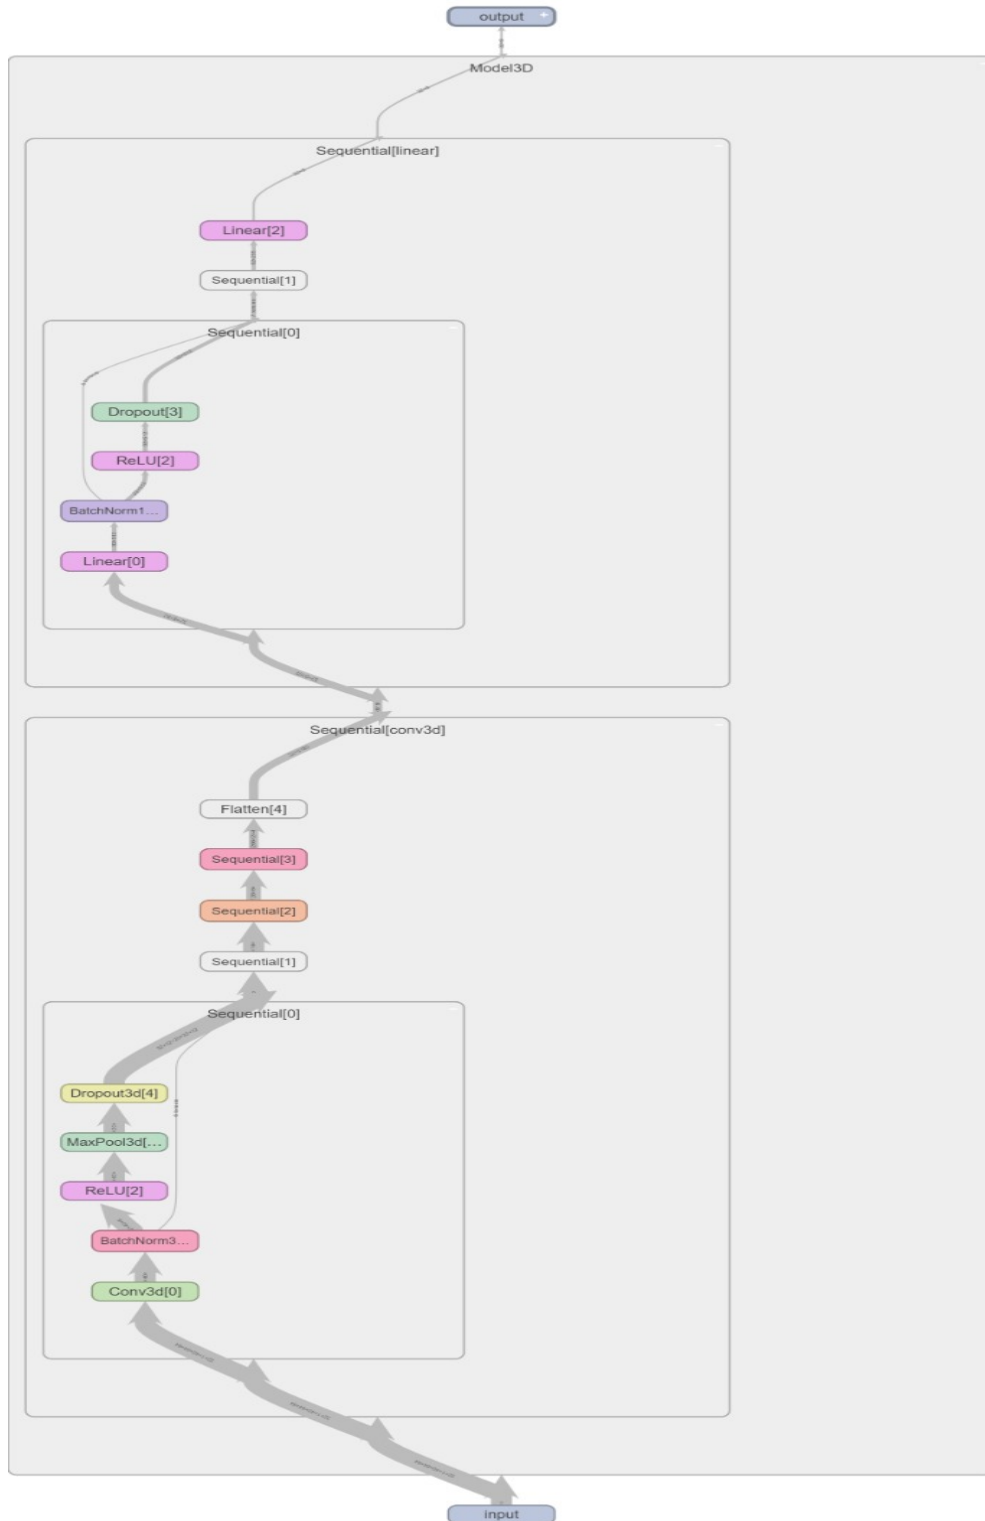 output
Model3D
Sequential[linear]
Linear[2]
Sequential[1]
Sequential[0]
Dropout[3]
ReLU[2]
BatchNorm1...
Linear[0]
Sequential[conv3d]
Flatten[4]
Sequential[3]
Sequential[2]
Sequential[1]
Sequential[0]
Dropout3d[4]
MaxPool3d[...
ReLU[2]
BatchNorm3...
Conv3d[0]
input